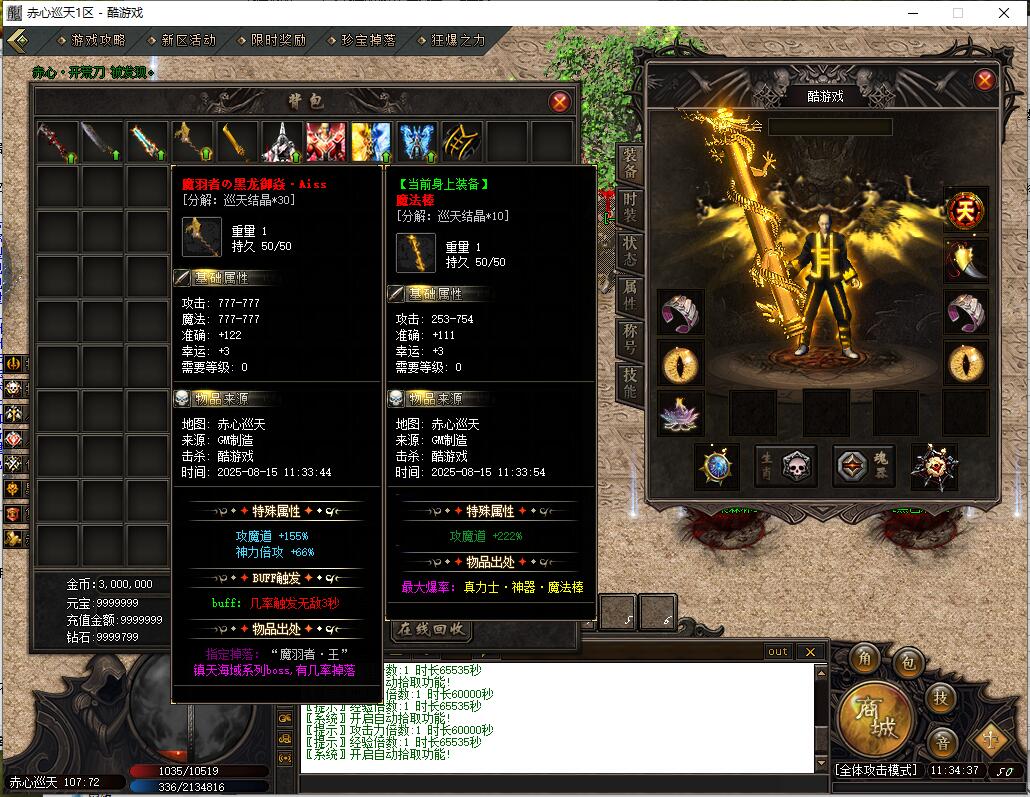 赤心巡天1区 - 酷游戏
游戏攻略
新区活动
限时奖励
珍宝掉落
狂爆之力
赤心·开荒刀 被发现
背包
魔羽者の黑龙御焱·Aiss
[分解: 巡天结晶*30]
重量 1
持久 50/50
基础属性
攻击: 777-777
魔法: 777-777
准确: +122
幸运: +3
需要等级: 0
物品来源
地图: 赤心巡天
来源: GM制造
击杀: 酷游戏
时间: 2025-08-15 11:33:44
特殊属性
攻魔道 +155%
神力倍攻 +66%
BUFF触发
buff: 几率触发无敌3秒
物品出处
指定掉落: “魔羽者·王”
镇天海域系列boss,有几率掉落
【当前身上装备】
魔法棒
[分解: 巡天结晶*10]
重量 1
持久 50/50
基础属性
攻击: 253-754
准确: +111
幸运: +3
需要等级: 0
物品来源
地图: 赤心巡天
来源: GM制造
击杀: 酷游戏
时间: 2025-08-15 11:33:54
特殊属性
攻魔道 +222%
物品出处
最大爆率: 真力士·神器·魔法棒
金币:3,000,000
元宝:9999999
充值金额:9999999
钻石:9999799
在线回收
酷游戏
装备
时装
状态
属性
称号
技能
天
生肖
魂器
5
6
out
数:1 时长65535秒
动拾取功能!
倍数:1 时长60000秒
【提示】经验倍数:1 时长65535秒
【系统】开启自动拾取功能!
【提示】攻击力倍数:1 时长60000秒
【提示】经验倍数:1 时长65535秒
【系统】开启自动拾取功能!
角
包
技
商城
音
1035/10519
336/2134816
赤心巡天 107:72
[全体攻击模式]
11:34:37
50